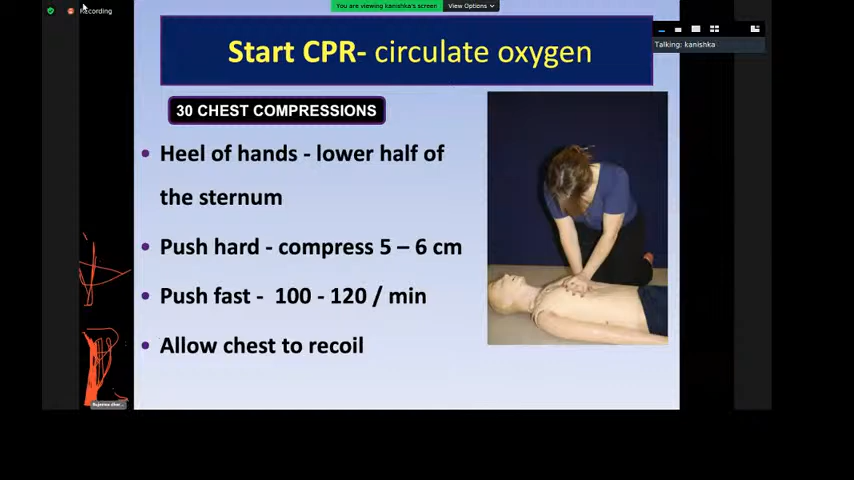 Recording
You are viewing kanishka's screen
View Options
Talking: kanishka
Start CPR- circulate oxygen
30 CHEST COMPRESSIONS
• Heel of hands - lower half of
the sternum
• Push hard - compress 5 – 6 cm
• Push fast - 100 - 120 / min
• Allow chest to recoil